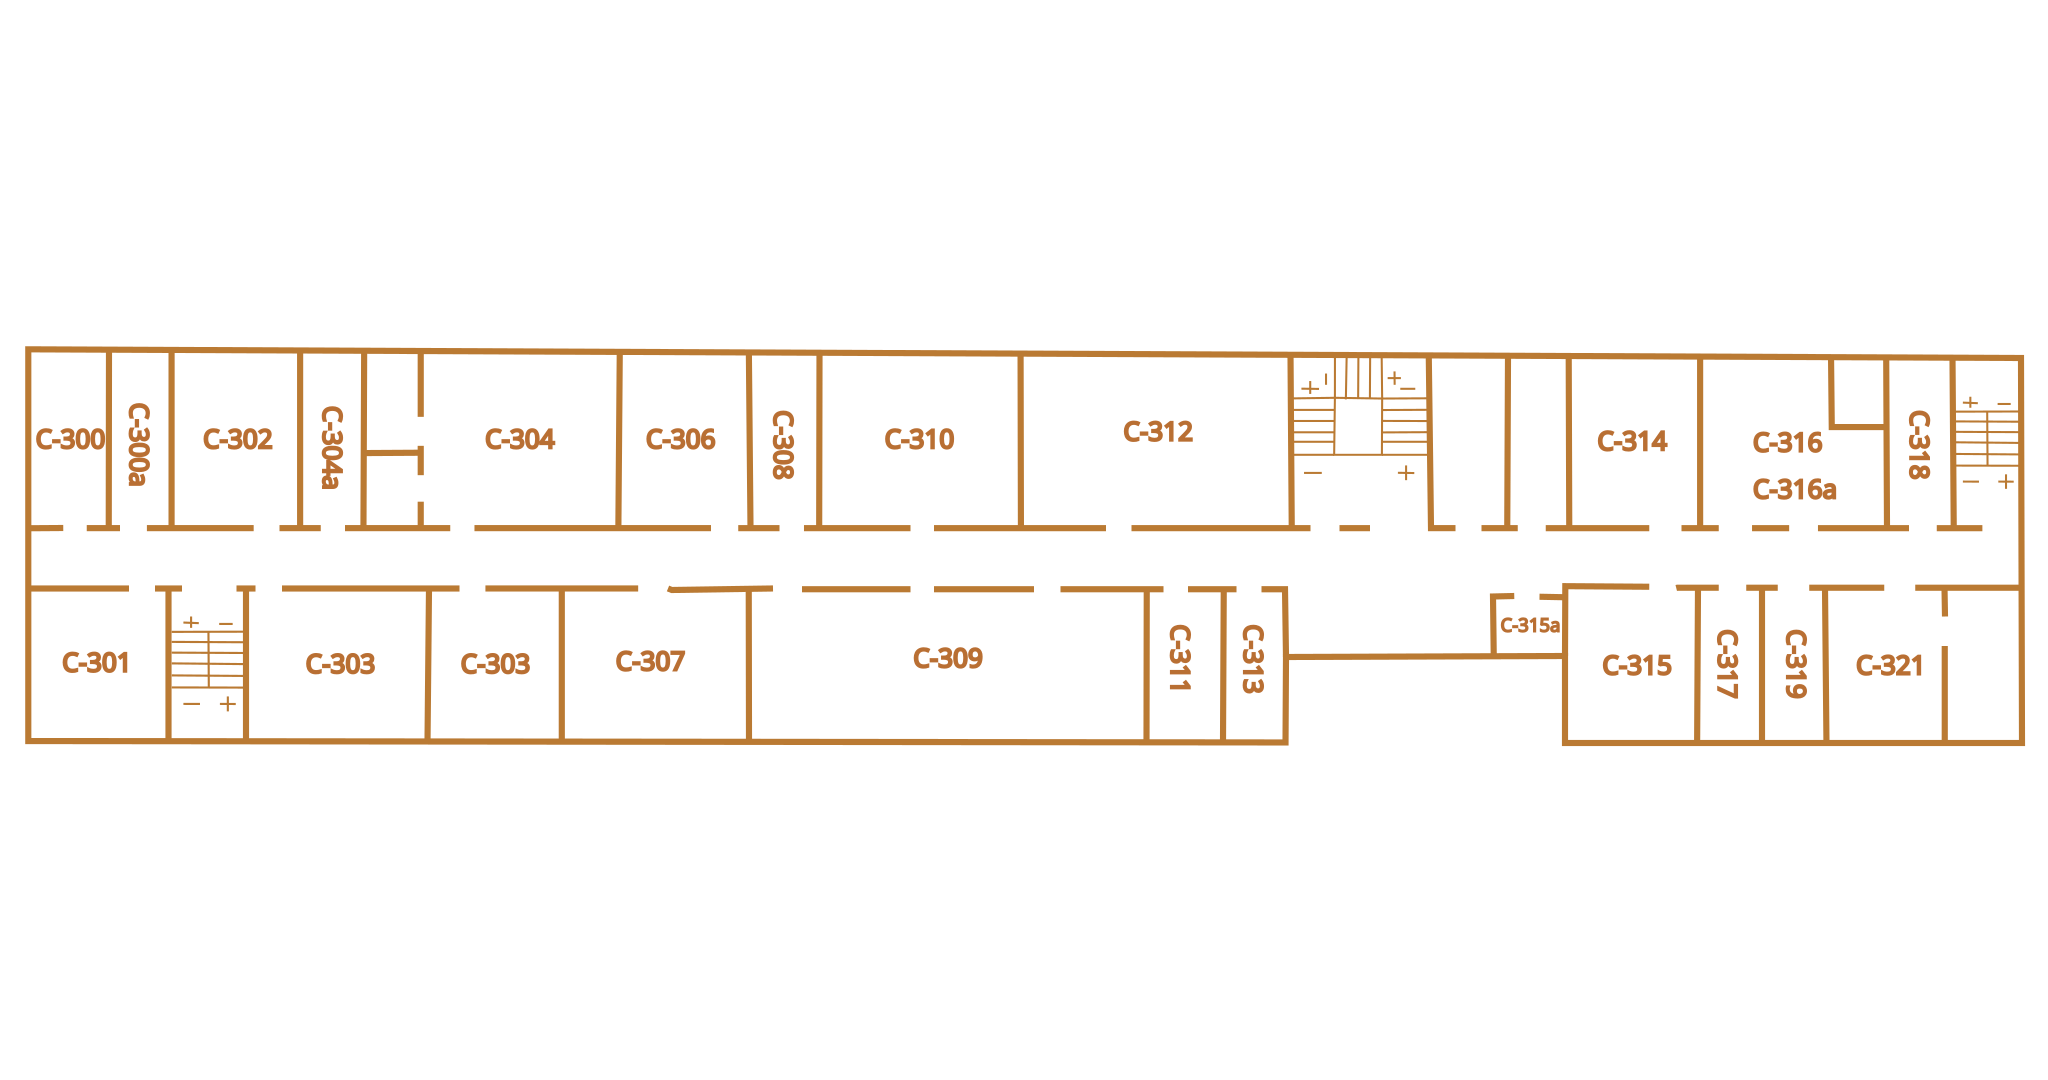 C-300
C-300a
C-302
C-304a
C-304
C-306
C-308
C-310
C-312
+ –
+ –
– +
C-314
C-316
C-316a
C-318
+ –
– +
C-301
+ –
– +
C-303
C-303
C-307
C-309
C-311
C-313
C-315a
C-315
C-317
C-319
C-321